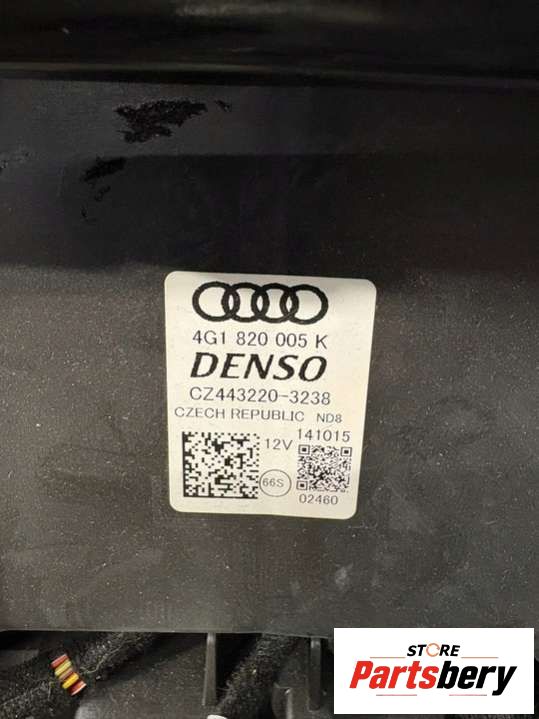 4G1 820 005 K
DENSO
CZ443220-3238
CZECH REPUBLIC ND8
12V 141015
66S
02460
STORE
Partsbery